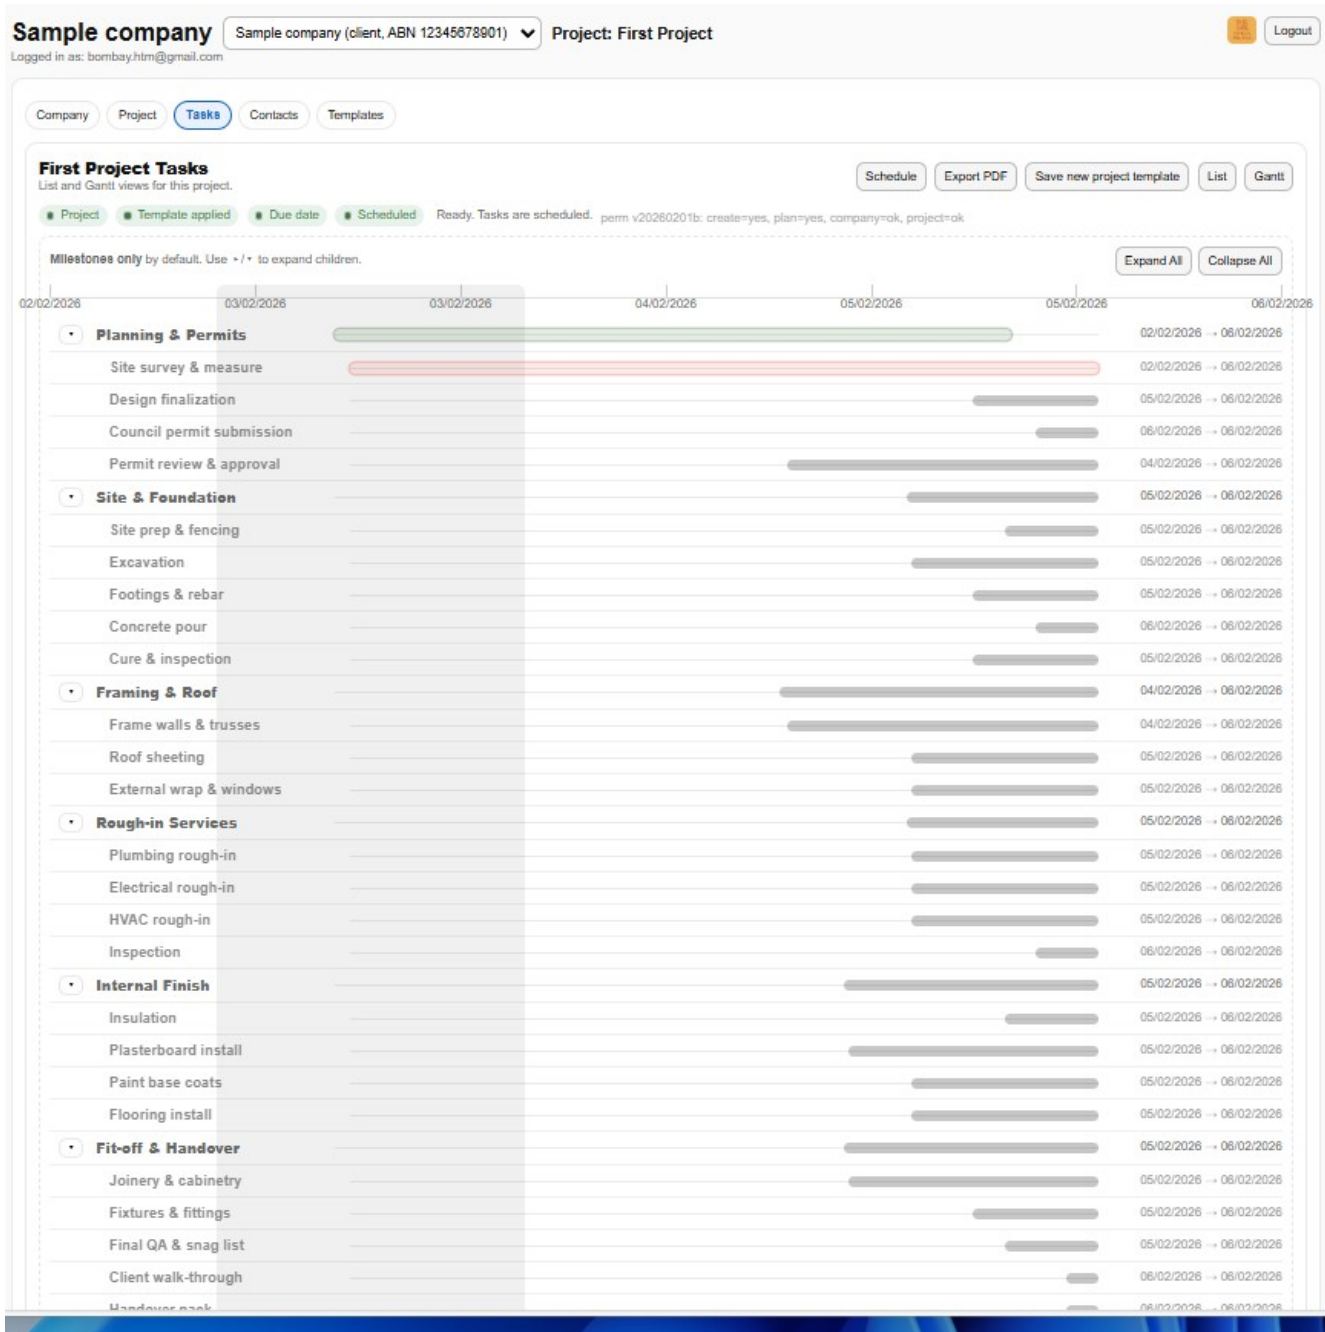 Sample company Sample company (client, ABN 12345678901) Project: First Project Logout
Logged in as: bombay.htm@gmail.com
Company Project Tasks Contacts Templates
First Project Tasks Schedule Export PDF Save new project template List Gantt
List and Gantt views for this project.
Project Template applied Due date Scheduled Ready. Tasks are scheduled. perm v20260201b: create=yes, plan=yes, company=ok, project=ok
Milestones only by default. Use ▸/▾ to expand children. Expand All Collapse All
02/02/2026 03/02/2026 03/02/2026 04/02/2026 05/02/2026 05/02/2026 06/02/2026
Planning & Permits 02/02/2026 → 06/02/2026
Site survey & measure 02/02/2026 → 06/02/2026
Design finalization 05/02/2026 → 06/02/2026
Council permit submission 06/02/2026 → 06/02/2026
Permit review & approval 04/02/2026 → 06/02/2026
Site & Foundation 05/02/2026 → 06/02/2026
Site prep & fencing 05/02/2026 → 06/02/2026
Excavation 05/02/2026 → 06/02/2026
Footings & rebar 05/02/2026 → 06/02/2026
Concrete pour 06/02/2026 → 06/02/2026
Cure & inspection 05/02/2026 → 06/02/2026
Framing & Roof 04/02/2026 → 06/02/2026
Frame walls & trusses 04/02/2026 → 06/02/2026
Roof sheeting 05/02/2026 → 06/02/2026
External wrap & windows 05/02/2026 → 06/02/2026
Rough-in Services 05/02/2026 → 06/02/2026
Plumbing rough-in 05/02/2026 → 06/02/2026
Electrical rough-in 05/02/2026 → 06/02/2026
HVAC rough-in 05/02/2026 → 06/02/2026
Inspection 06/02/2026 → 06/02/2026
Internal Finish 05/02/2026 → 06/02/2026
Insulation 05/02/2026 → 06/02/2026
Plasterboard install 05/02/2026 → 06/02/2026
Paint base coats 05/02/2026 → 06/02/2026
Flooring install 05/02/2026 → 06/02/2026
Fit-off & Handover 05/02/2026 → 06/02/2026
Joinery & cabinetry 05/02/2026 → 06/02/2026
Fixtures & fittings 05/02/2026 → 06/02/2026
Final QA & snag list 05/02/2026 → 06/02/2026
Client walk-through 06/02/2026 → 06/02/2026
Handover pack 06/02/2026 → 06/02/2026